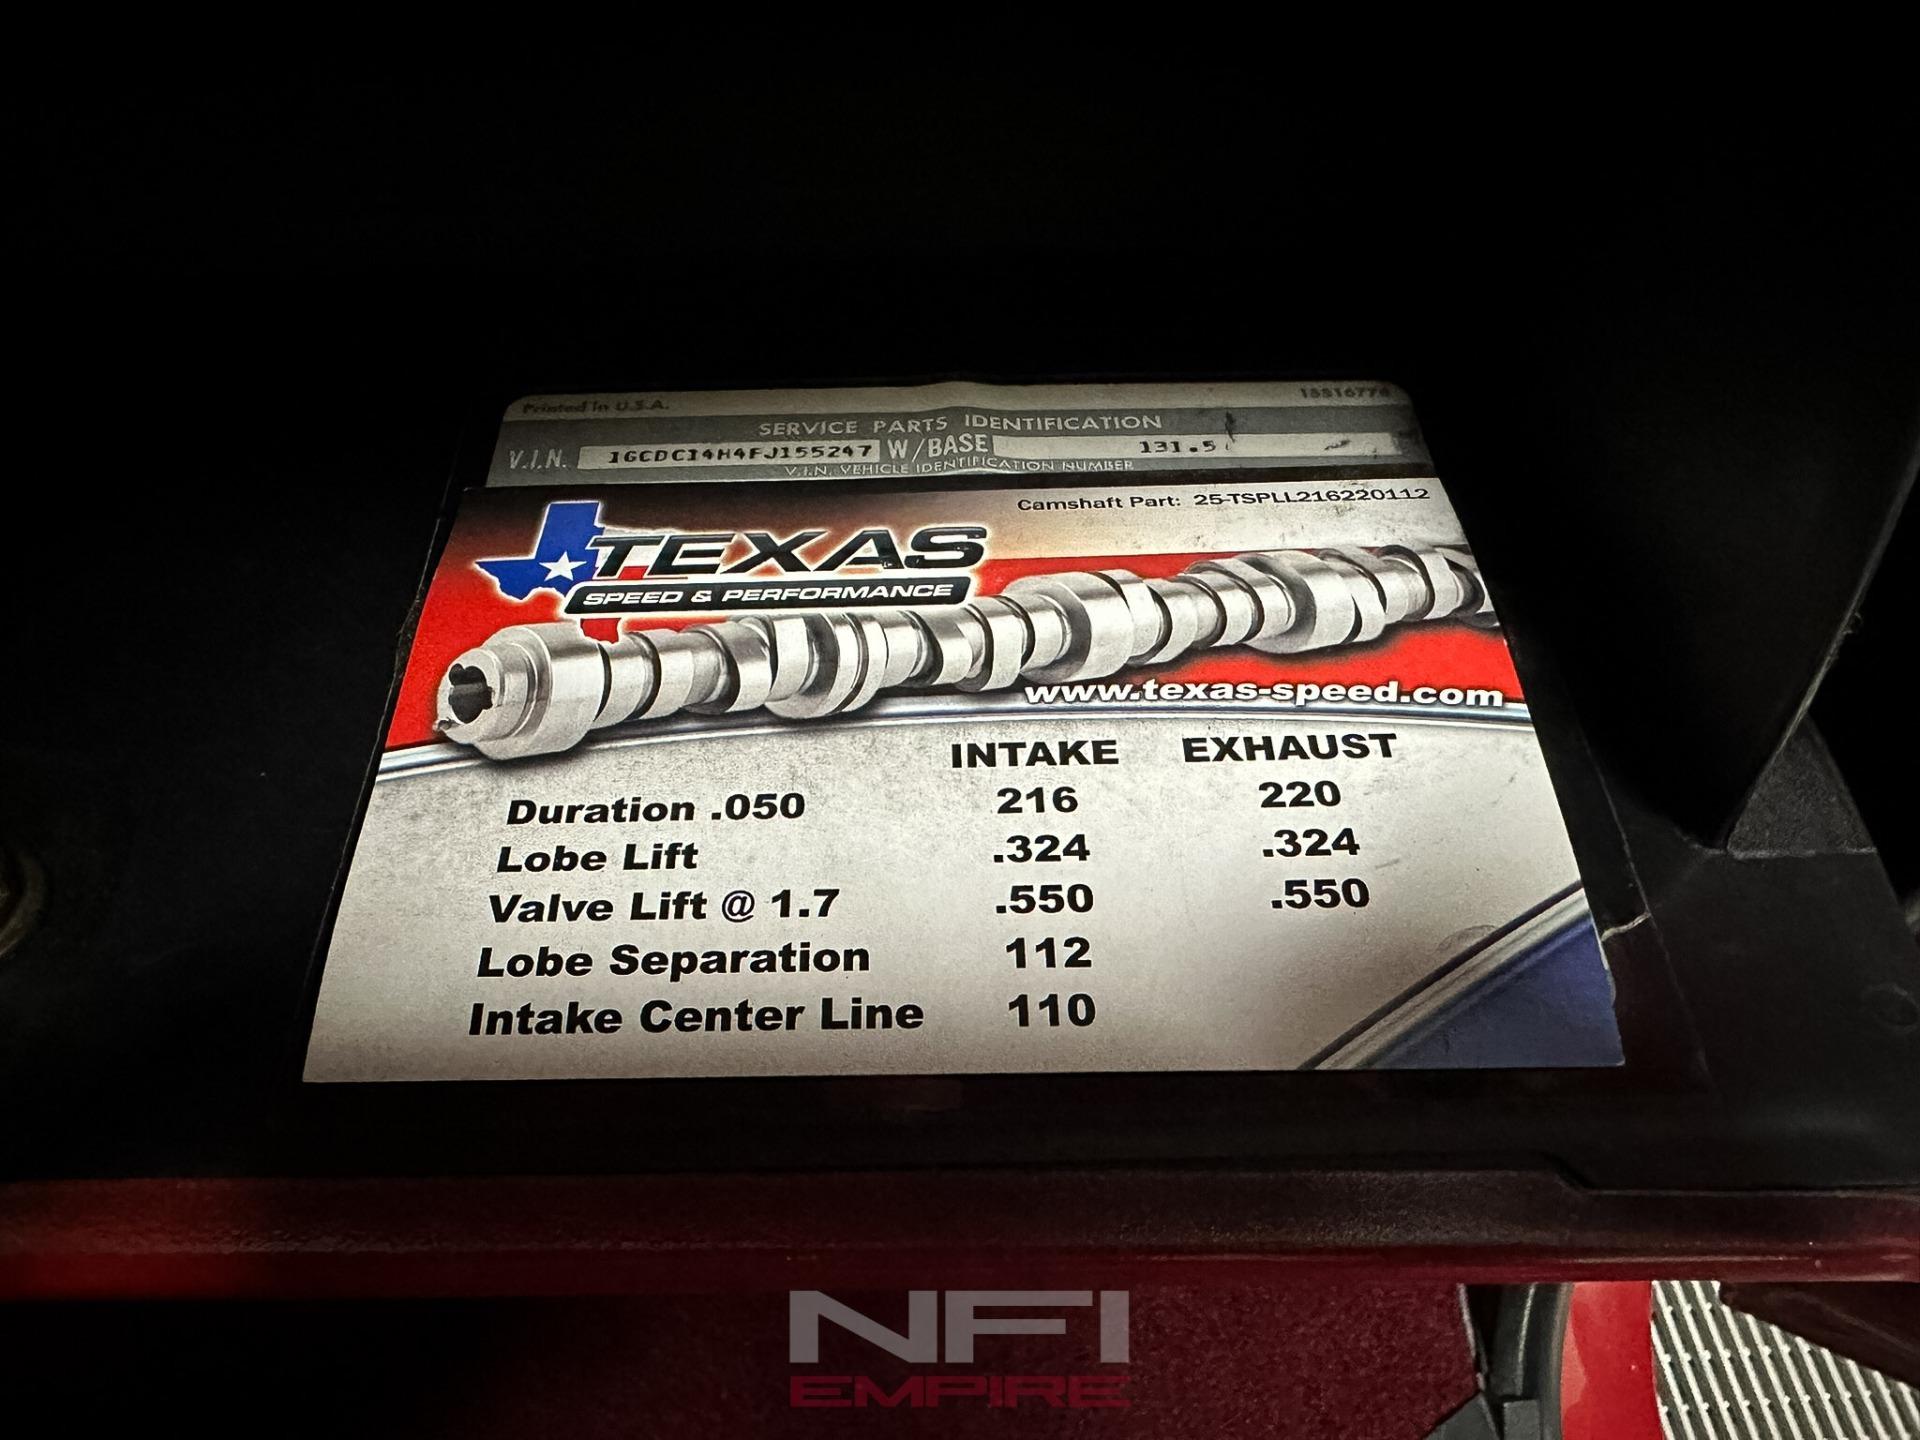 Printed in U.S.A. 15516774
SERVICE PARTS IDENTIFICATION
V.I.N. 1GCDC14H4FJ155247 W/BASE 131.5
V.I.N. VEHICLE IDENTIFICATION NUMBER
Camshaft Part: 25-TSPLL216220112
TEXAS
SPEED & PERFORMANCE
www.texas-speed.com
INTAKE EXHAUST
Duration .050 216 220
Lobe Lift .324 .324
Valve Lift @ 1.7 .550 .550
Lobe Separation 112
Intake Center Line 110
NFI
EMPIRE